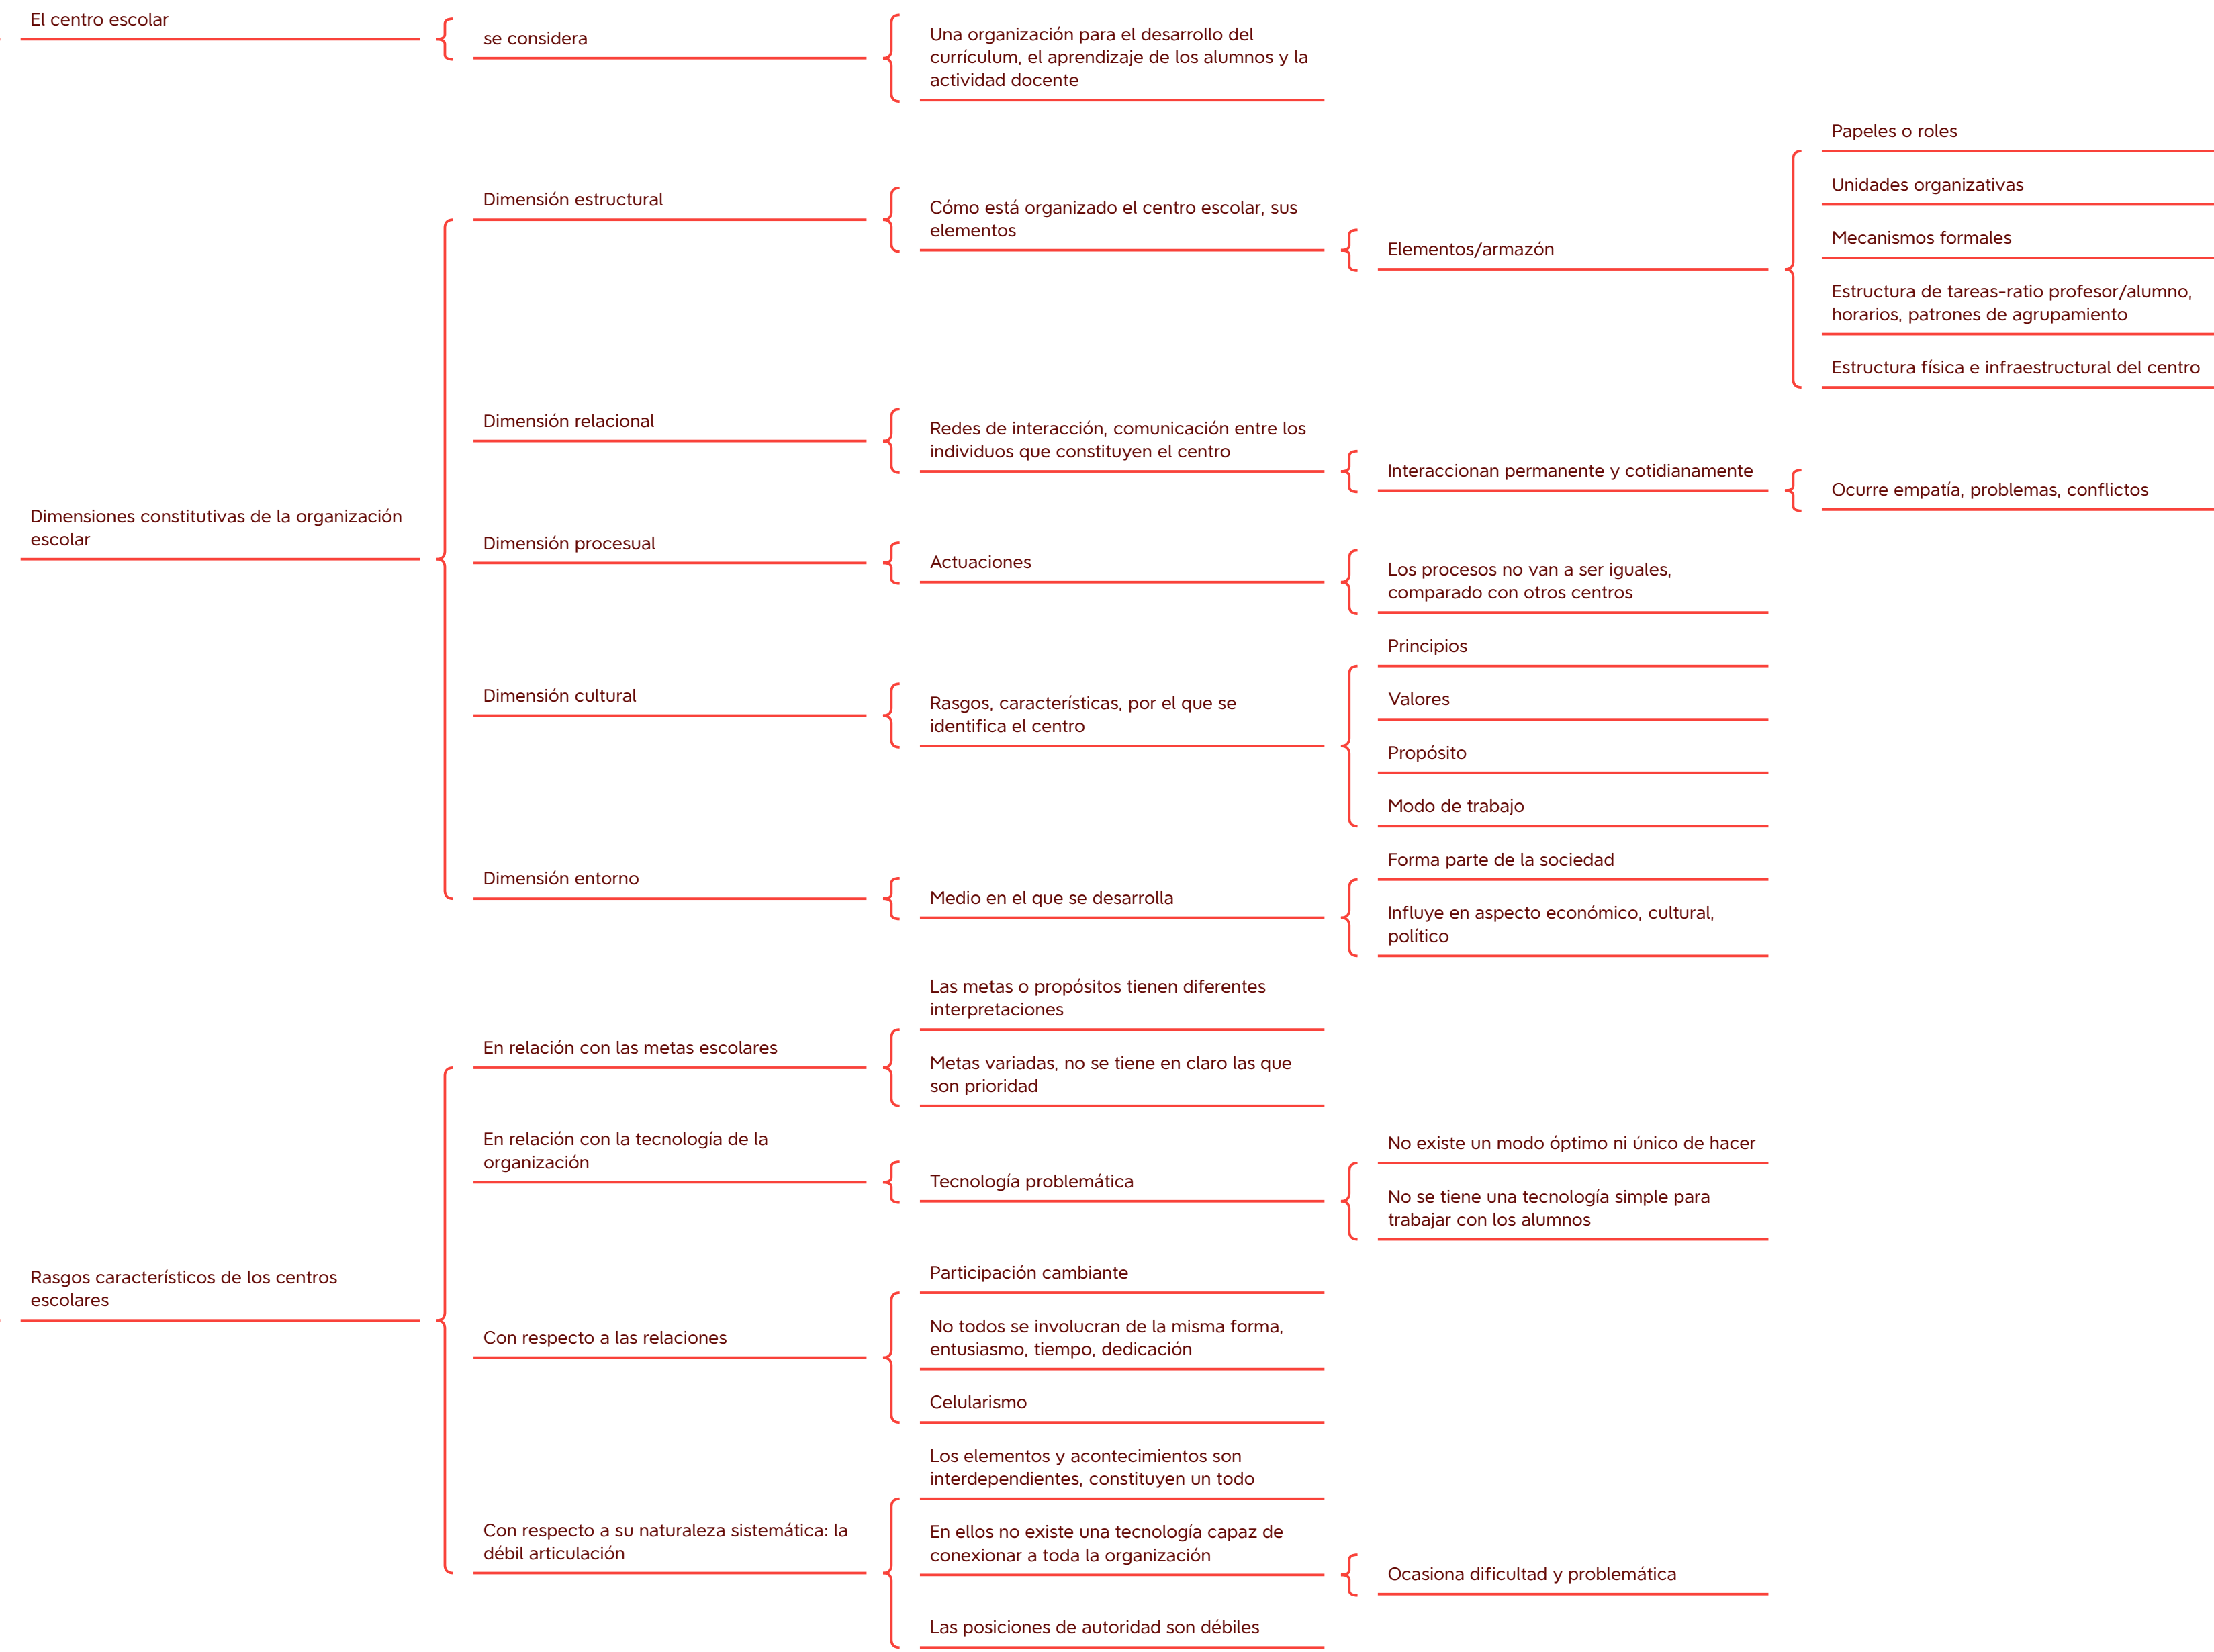 El centro escolar
se considera
Una organización para el desarrollo del
currículum, el aprendizaje de los alumnos y la
actividad docente
Dimensiones constitutivas de la organización
escolar
Dimensión estructural
Cómo está organizado el centro escolar, sus
elementos
Elementos/armazón
Papeles o roles
Unidades organizativas
Mecanismos formales
Estructura de tareas-ratio profesor/alumno,
horarios, patrones de agrupamiento
Estructura física e infraestructural del centro
Dimensión relacional
Redes de interacción, comunicación entre los
individuos que constituyen el centro
Interaccionan permanente y cotidianamente
Ocurre empatía, problemas, conflictos
Dimensión procesual
Actuaciones
Los procesos no van a ser iguales,
comparado con otros centros
Dimensión cultural
Rasgos, características, por el que se
identifica el centro
Principios
Valores
Propósito
Modo de trabajo
Dimensión entorno
Medio en el que se desarrolla
Forma parte de la sociedad
Influye en aspecto económico, cultural,
político
Rasgos característicos de los centros
escolares
En relación con las metas escolares
Las metas o propósitos tienen diferentes
interpretaciones
Metas variadas, no se tiene en claro las que
son prioridad
En relación con la tecnología de la
organización
Tecnología problemática
No existe un modo óptimo ni único de hacer
No se tiene una tecnología simple para
trabajar con los alumnos
Con respecto a las relaciones
Participación cambiante
No todos se involucran de la misma forma,
entusiasmo, tiempo, dedicación
Celularismo
Con respecto a su naturaleza sistemática: la
débil articulación
Los elementos y acontecimientos son
interdependientes, constituyen un todo
En ellos no existe una tecnología capaz de
conexionar a toda la organización
Ocasiona dificultad y problemática
Las posiciones de autoridad son débiles